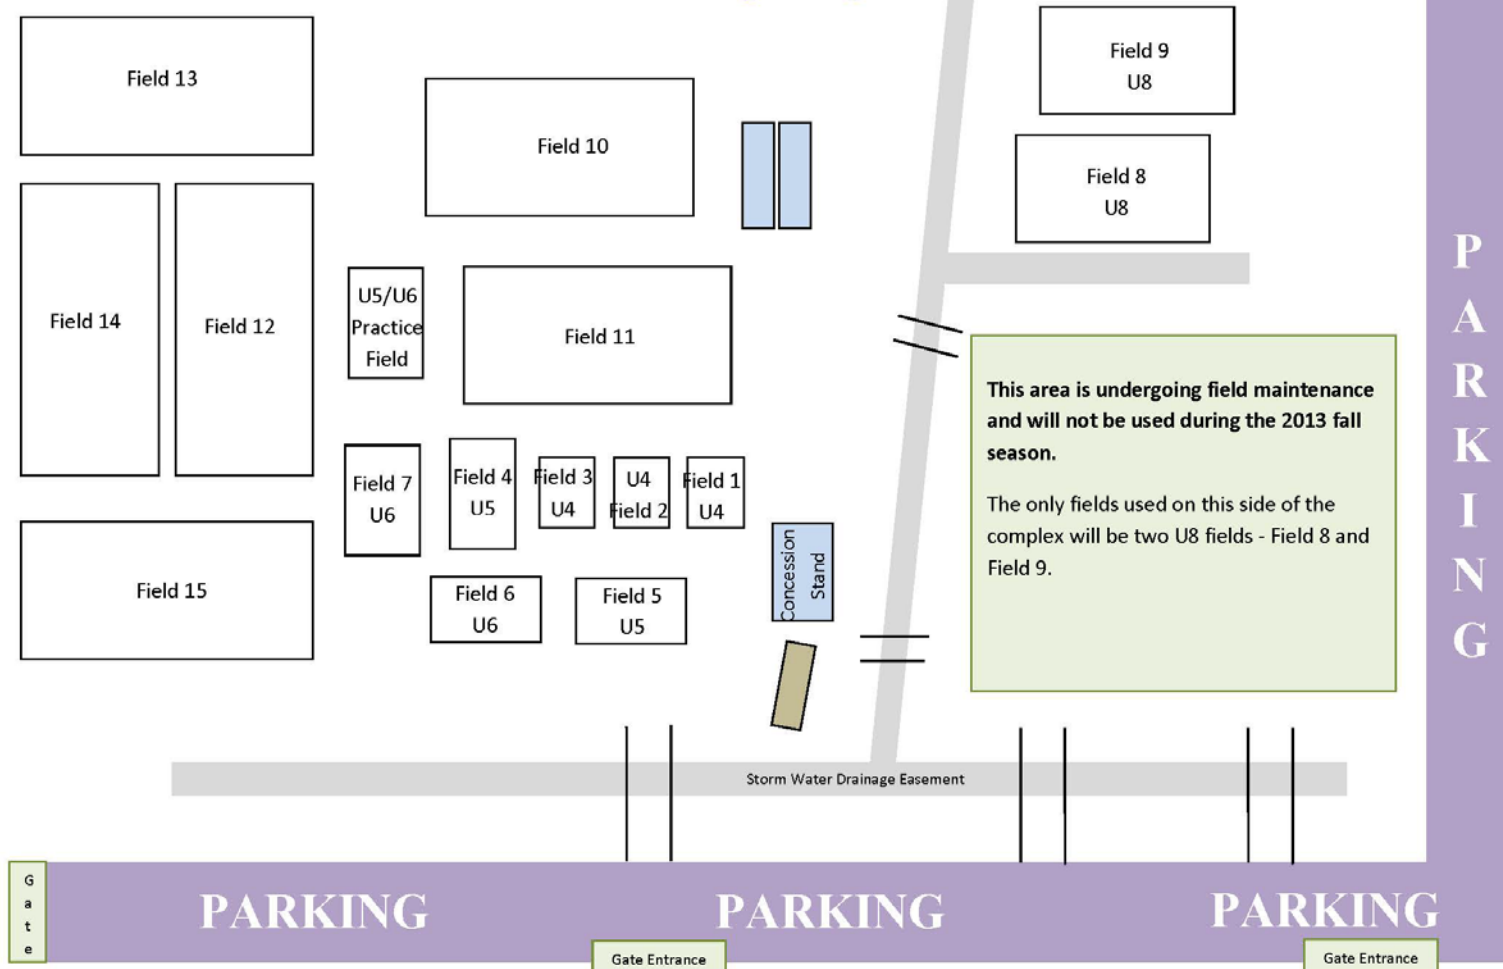 Field 13
Field 10
Field 9
U8
Field 8
U8
Field 14
Field 12
U5/U6
Practice
Field
Field 11
This area is undergoing field maintenance
and will not be used during the 2013 fall
season.
The only fields used on this side of the
complex will be two U8 fields - Field 8 and
Field 9.
Field 7
U6
Field 4
U5
Field 3
U4
U4
Field 2
Field 1
U4
Field 15
Field 6
U6
Field 5
U5
Concession
Stand
Storm Water Drainage Easement
PARKING
Gate
PARKING
PARKING
PARKING
Gate Entrance
Gate Entrance